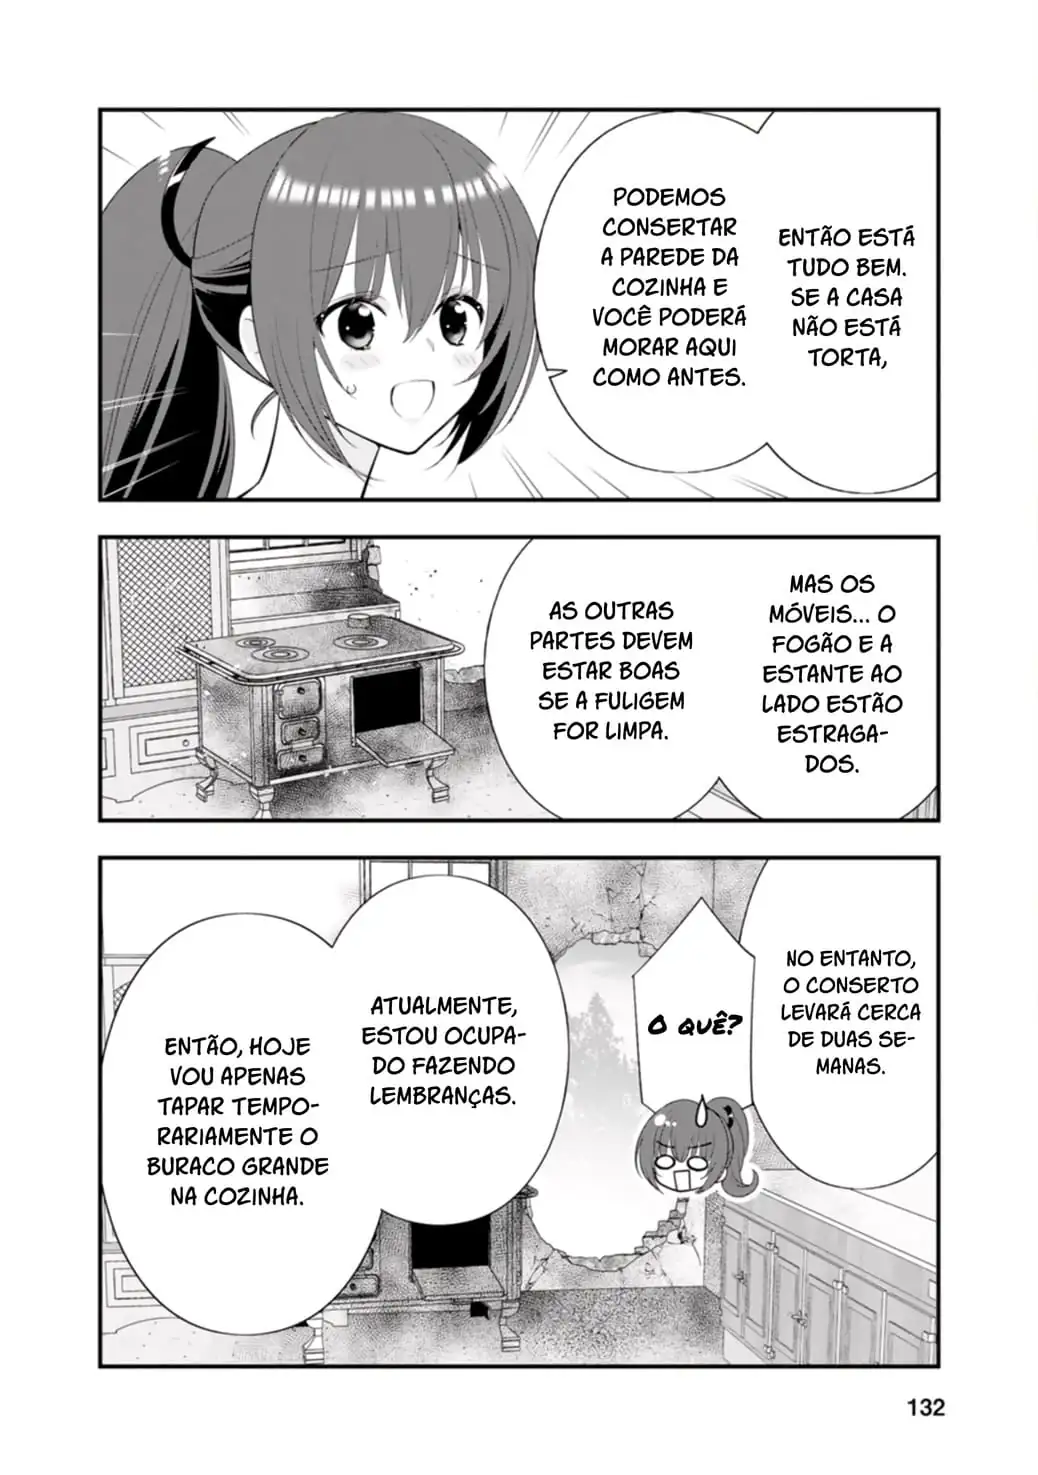 ENTÃO ESTÁ
TUDO BEM.
SE A CASA
NÃO ESTÁ
TORTA,
PODEMOS
CONSERTAR
A PAREDE DA
COZINHA E
VOCÊ PODERÁ
MORAR AQUI
COMO ANTES.
MAS OS
MÓVEIS... O
FOGÃO E A
ESTANTE AO
LADO ESTÃO
ESTRAGA-
DOS.
AS OUTRAS
PARTES DEVEM
ESTAR BOAS
SE A FULIGEM
FOR LIMPA.
NO ENTANTO,
O CONSERTO
LEVARÁ CERCA
DE DUAS SE-
MANAS.
O QUÊ?
ATUALMENTE,
ESTOU OCUPA-
DO FAZENDO
LEMBRANÇAS.
ENTÃO, HOJE
VOU APENAS
TAPAR TEMPO-
RARIAMENTE O
BURACO GRANDE
NA COZINHA.
132